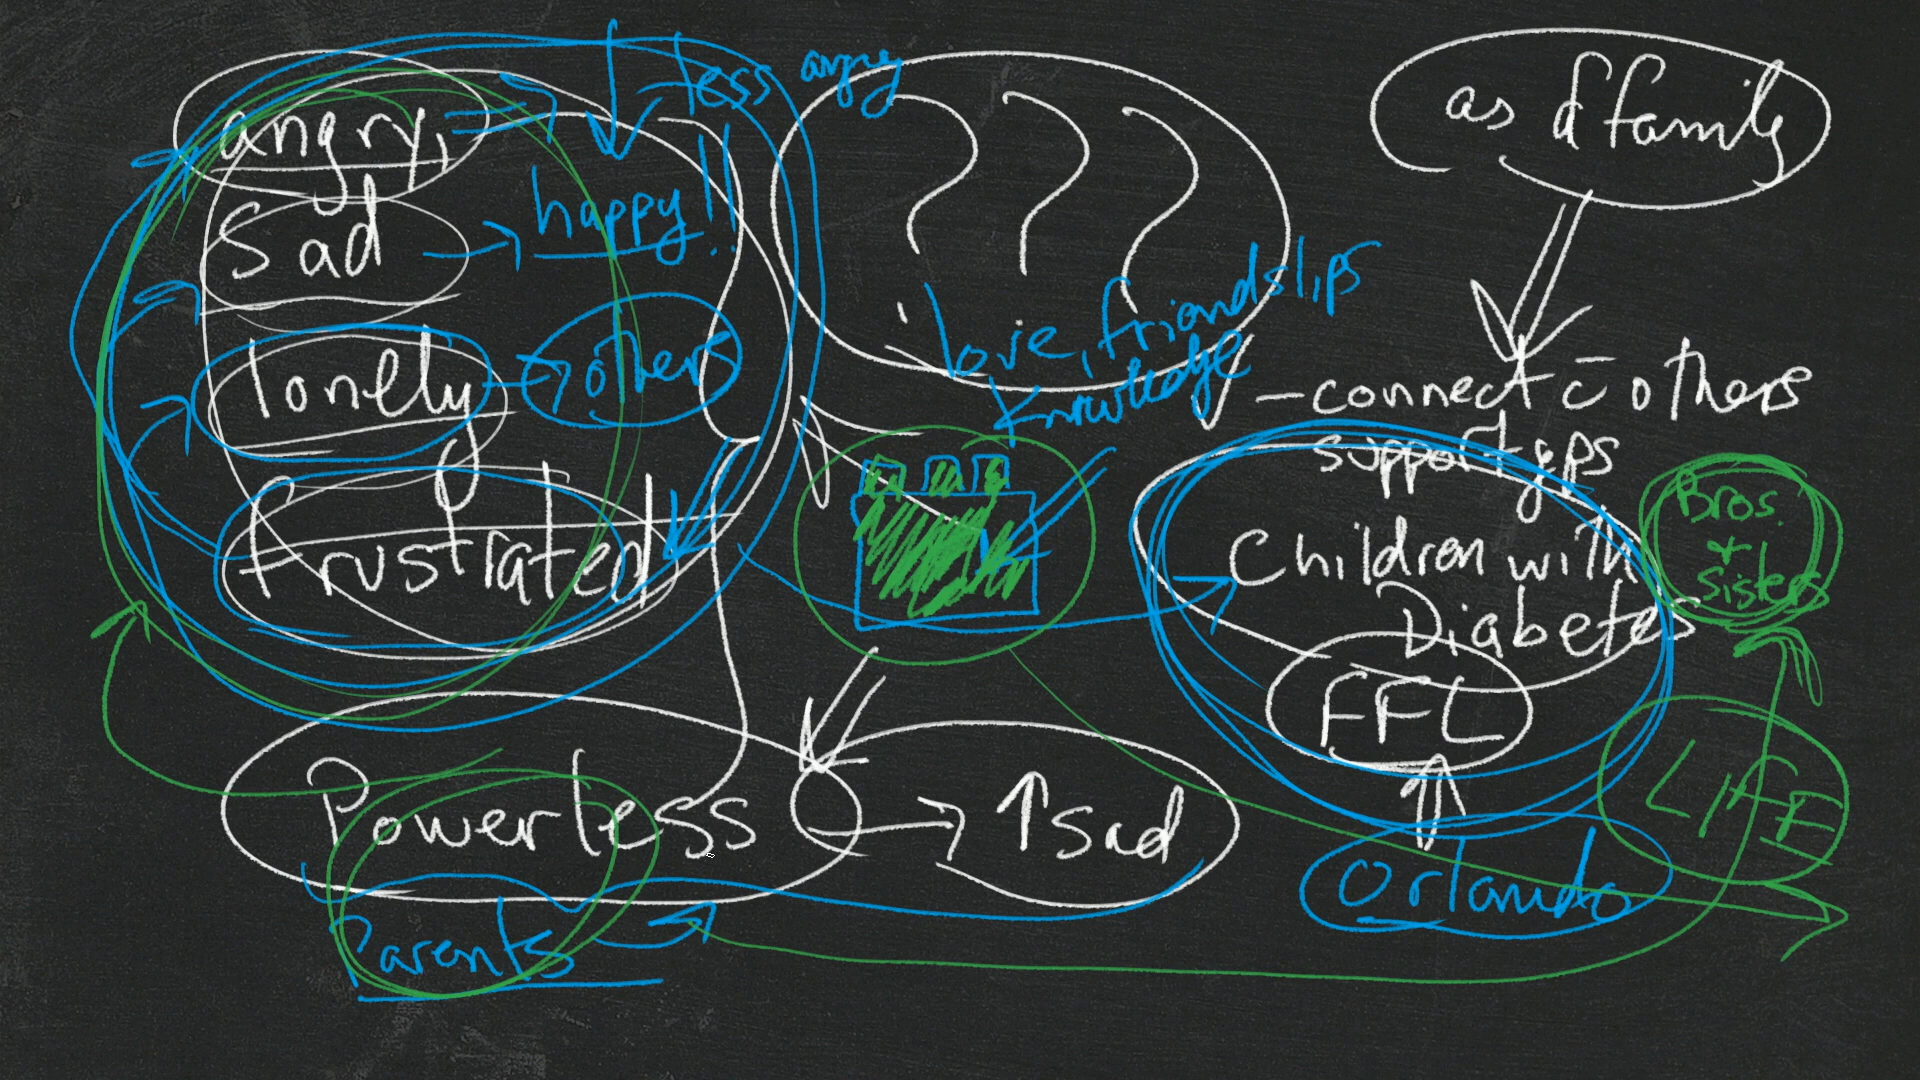 angry,
Sad
lonely
frustrated
less angry
happy!!
others
Powerless
↑ sad
Parents
? ? ?
love, friendships
knowledge
as a family
- connect c̄ others
support gps
Children with
Diabetes
FFL
Orlando
Bros.
+
Sisters
LIFE